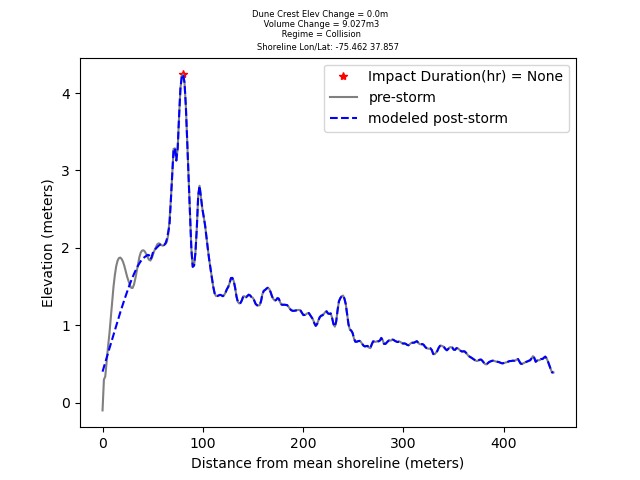 Dune Crest Elev Change = 0.0m
Volume Change = 9.027m3
Regime = Collision
Shoreline Lon/Lat: -75.462 37.857
Impact Duration(hr) = None
pre-storm
modeled post-storm
4
3
2
1
0
Elevation (meters)
0 100 200 300 400
Distance from mean shoreline (meters)